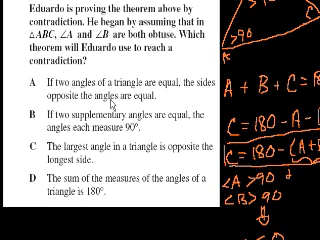 Eduardo is proving the theorem above by
contradiction. He began by assuming that in
△ABC, ∠A and ∠B are both obtuse. Which
theorem will Eduardo use to reach a
contradiction?
A If two angles of a triangle are equal, the sides
opposite the angles are equal.
B If two supplementary angles are equal, the
angles each measure 90°.
C The largest angle in a triangle is opposite the
longest side.
D The sum of the measures of the angles of a
triangle is 180°.
>90
A + B + C = 18
C = 180 - A -
C = 180 - (A+
∠A > 90
∠B > 90